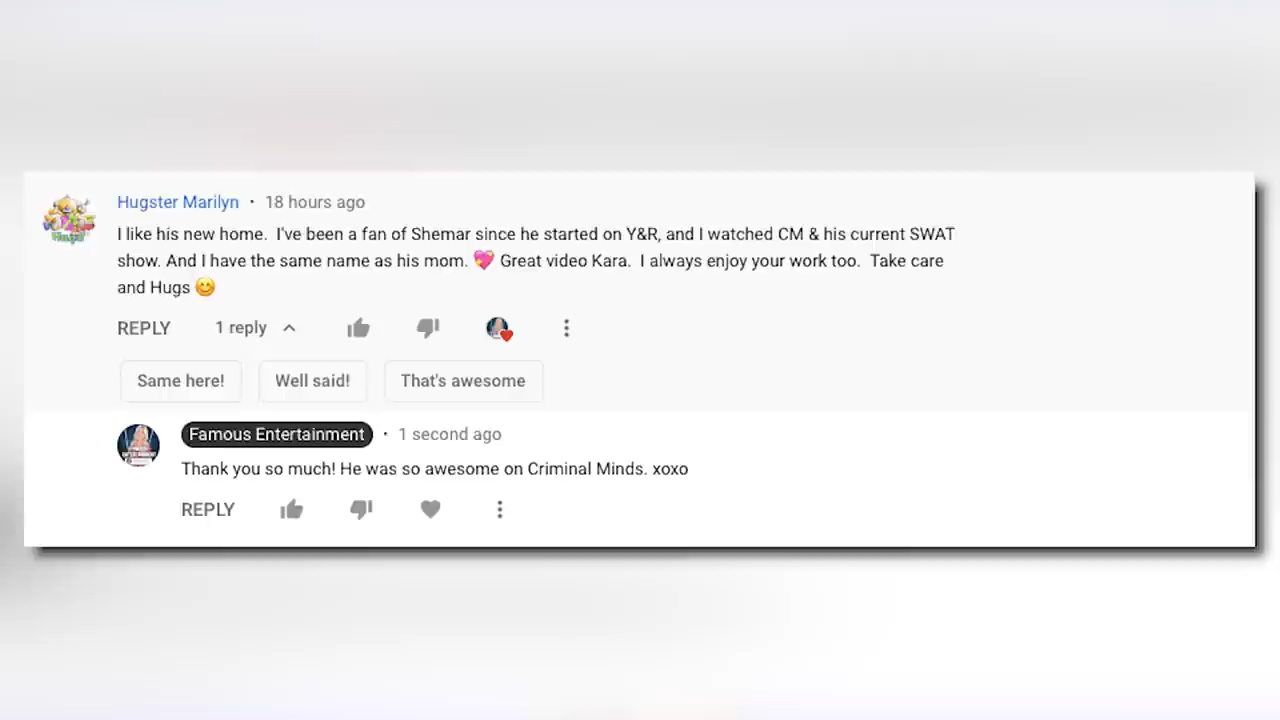 Hugster Marilyn · 18 hours ago
I like his new home.  I've been a fan of Shemar since he started on Y&R, and I watched CM & his current SWAT
show. And I have the same name as his mom. 💖 Great video Kara.  I always enjoy your work too.  Take care
and Hugs 😊
REPLY 1 reply
Same here! Well said! That's awesome
Famous Entertainment · 1 second ago
Thank you so much! He was so awesome on Criminal Minds. xoxo
REPLY